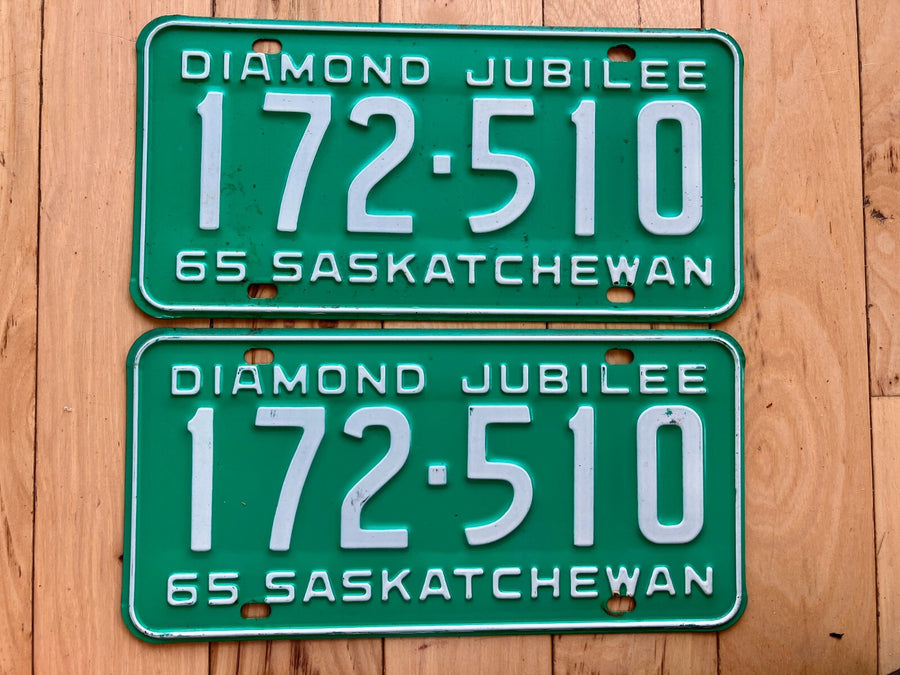 DIAMOND JUBILEE
172·510
65 SASKATCHEWAN
DIAMOND JUBILEE
172·510
65 SASKATCHEWAN